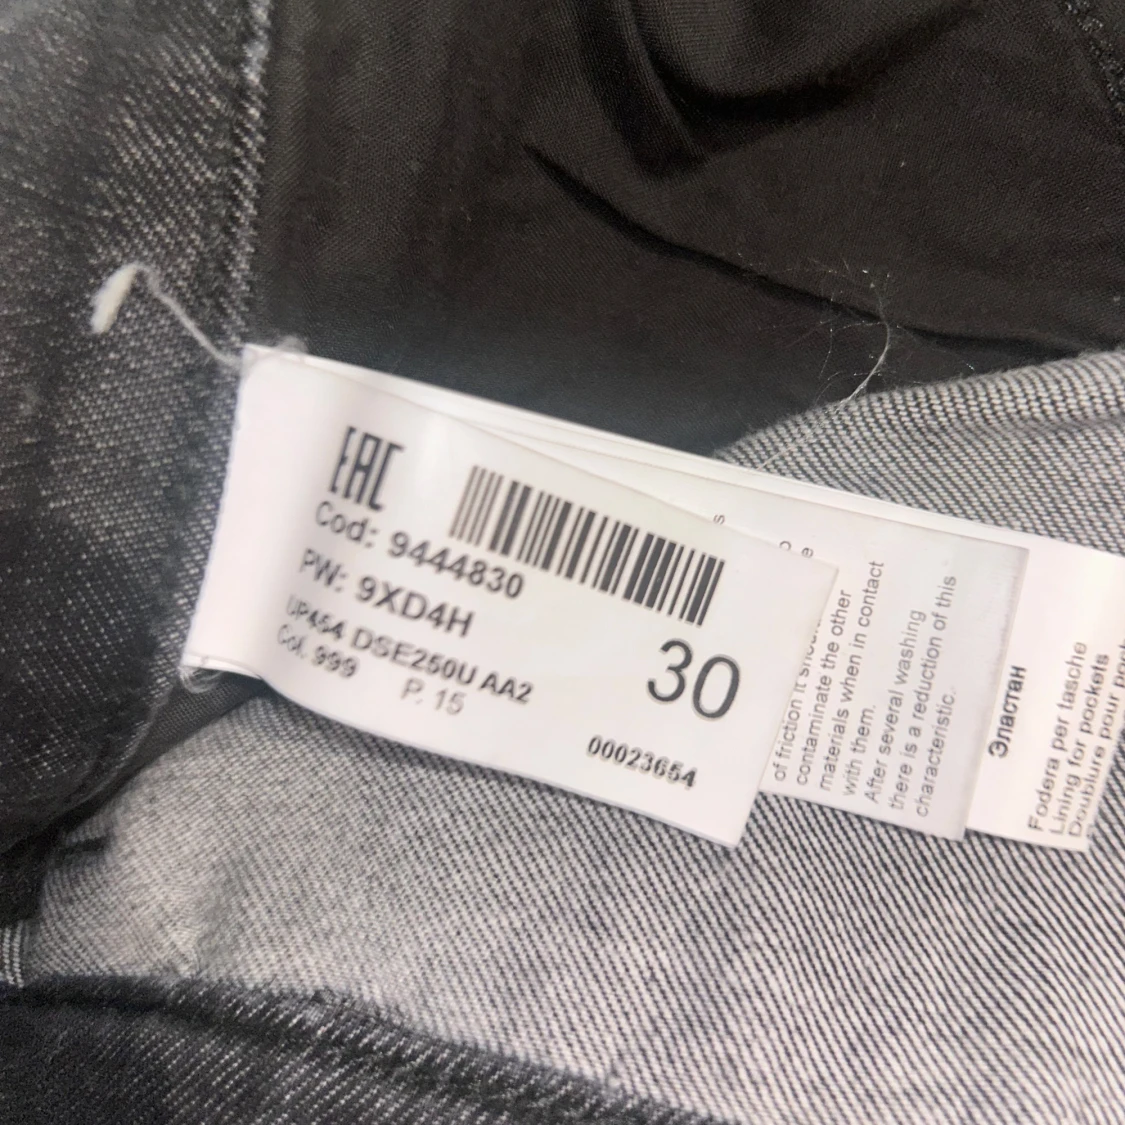 EAC
Cod: 9444830
PW: 9XD4H
UP454 DSE250U AA2
Col. 999
P. 15
30
00023654
s
o
e
of friction it
contaminate the other
materials when in contact
with them.
After several washing
there is a reduction of this
characteristic.
Эластан
Fodera per tasche
Lining for pockets
Doublure pour